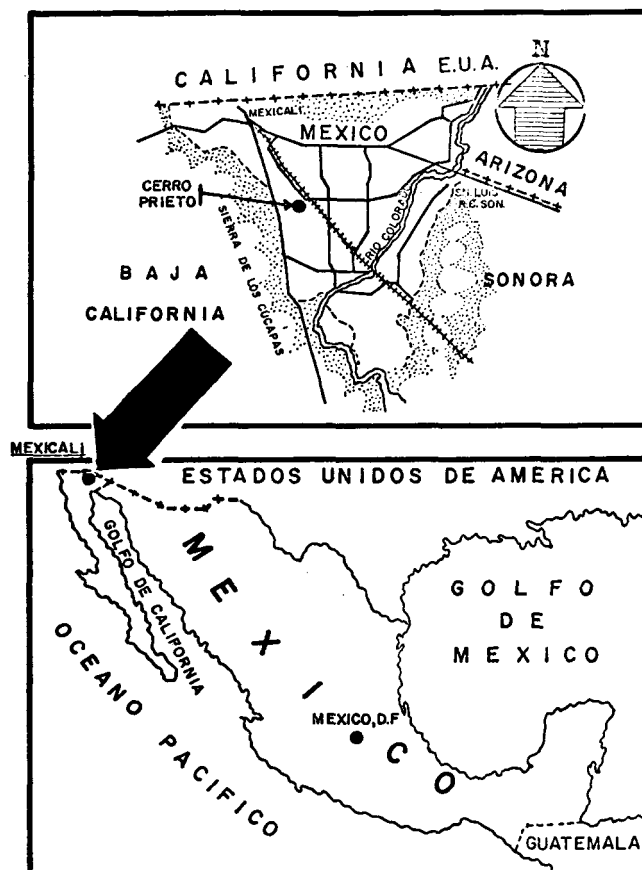 N
CALIFORNIA E.U.A.
MEXICALI.
MEXICO
ARIZONA
CERRO
PRIETO
SN. LUIS
R.C. SON.
RIO COLORADO
SIERRA DE LOS CUCAPAS
BAJA
CALIFORNIA
SONORA
MEXICALI
ESTADOS UNIDOS DE AMERICA
MEXICO
GOLFO DE CALIFORNIA
GOLFO
DE
MEXICO
OCEANO PACIFICO
MEXICO, D.F
GUATEMALA